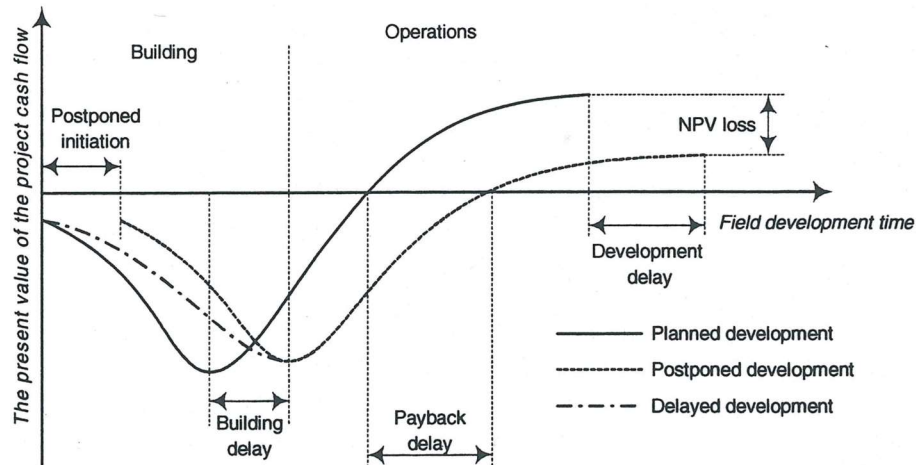 The present value of the project cash flow
Building
Operations
Postponed
initiation
NPV loss
Field development time
Development
delay
Building
delay
Payback
delay
Planned development
Postponed development
Delayed development